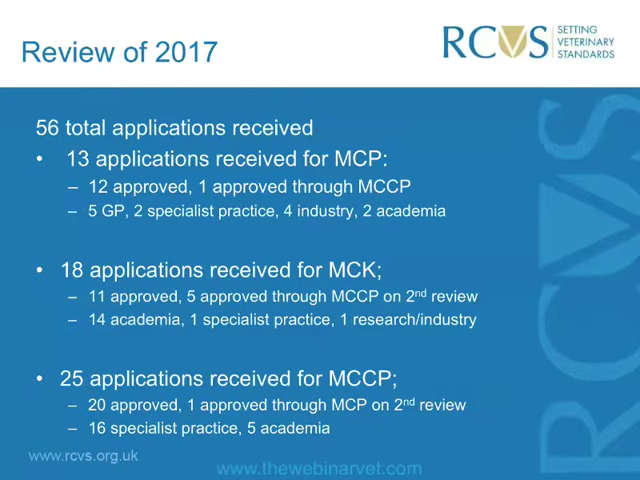 Review of 2017
RCVS
SETTING
VETERINARY
STANDARDS
56 total applications received
• 13 applications received for MCP:
– 12 approved, 1 approved through MCCP
– 5 GP, 2 specialist practice, 4 industry, 2 academia
• 18 applications received for MCK;
– 11 approved, 5 approved through MCCP on 2nd review
– 14 academia, 1 specialist practice, 1 research/industry
• 25 applications received for MCCP;
– 20 approved, 1 approved through MCP on 2nd review
– 16 specialist practice, 5 academia
www.rcvs.org.uk
www.thewebinarvet.com
RCVS